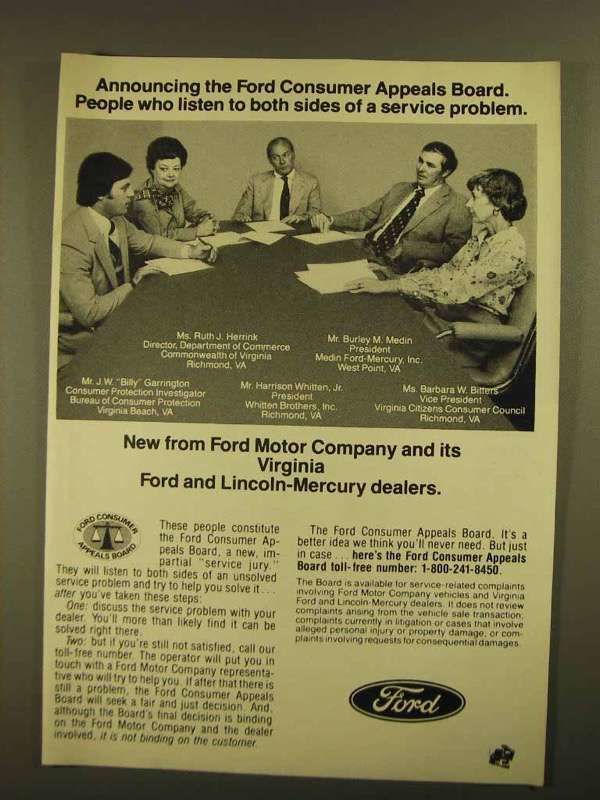 Announcing the Ford Consumer Appeals Board.
People who listen to both sides of a service problem.
Ms. Ruth J. Herrink
Director, Department of Commerce
Commonwealth of Virginia
Richmond, VA
Mr. Burley M. Medin
President
Medin Ford-Mercury, Inc.
West Point, VA
Mr. J.W. "Billy" Garrington
Consumer Protection Investigator
Bureau of Consumer Protection
Virginia Beach, VA
Mr. Harrison Whitten, Jr.
President
Whitten Brothers, Inc.
Richmond, VA
Ms. Barbara W. Bitters
Vice President
Virginia Citizens Consumer Council
Richmond, VA
New from Ford Motor Company and its
Virginia
Ford and Lincoln-Mercury dealers.
FORD CONSUMER
APPEALS BOARD
These people constitute
the Ford Consumer Ap-
peals Board, a new, im-
partial "service jury."
They will listen to both sides of an unsolved
service problem and try to help you solve it...
after you've taken these steps:
One: discuss the service problem with your
dealer. You'll more than likely find it can be
solved right there.
Two: but if you're still not satisfied, call our
toll-free number. The operator will put you in
touch with a Ford Motor Company representa-
tive who will try to help you. If after that there is
still a problem, the Ford Consumer Appeals
Board will seek a fair and just decision. And,
although the Board's final decision is binding
on the Ford Motor Company and the dealer
involved, it is not binding on the customer.
The Ford Consumer Appeals Board. It's a
better idea we think you'll never need. But just
in case... here's the Ford Consumer Appeals
Board toll-free number: 1-800-241-8450.
The Board is available for service-related complaints
involving Ford Motor Company vehicles and Virginia
Ford and Lincoln-Mercury dealers. It does not review
complaints arising from the vehicle sale transaction;
complaints currently in litigation or cases that involve
alleged personal injury or property damage; or com-
plaints involving requests for consequential damages.
Ford